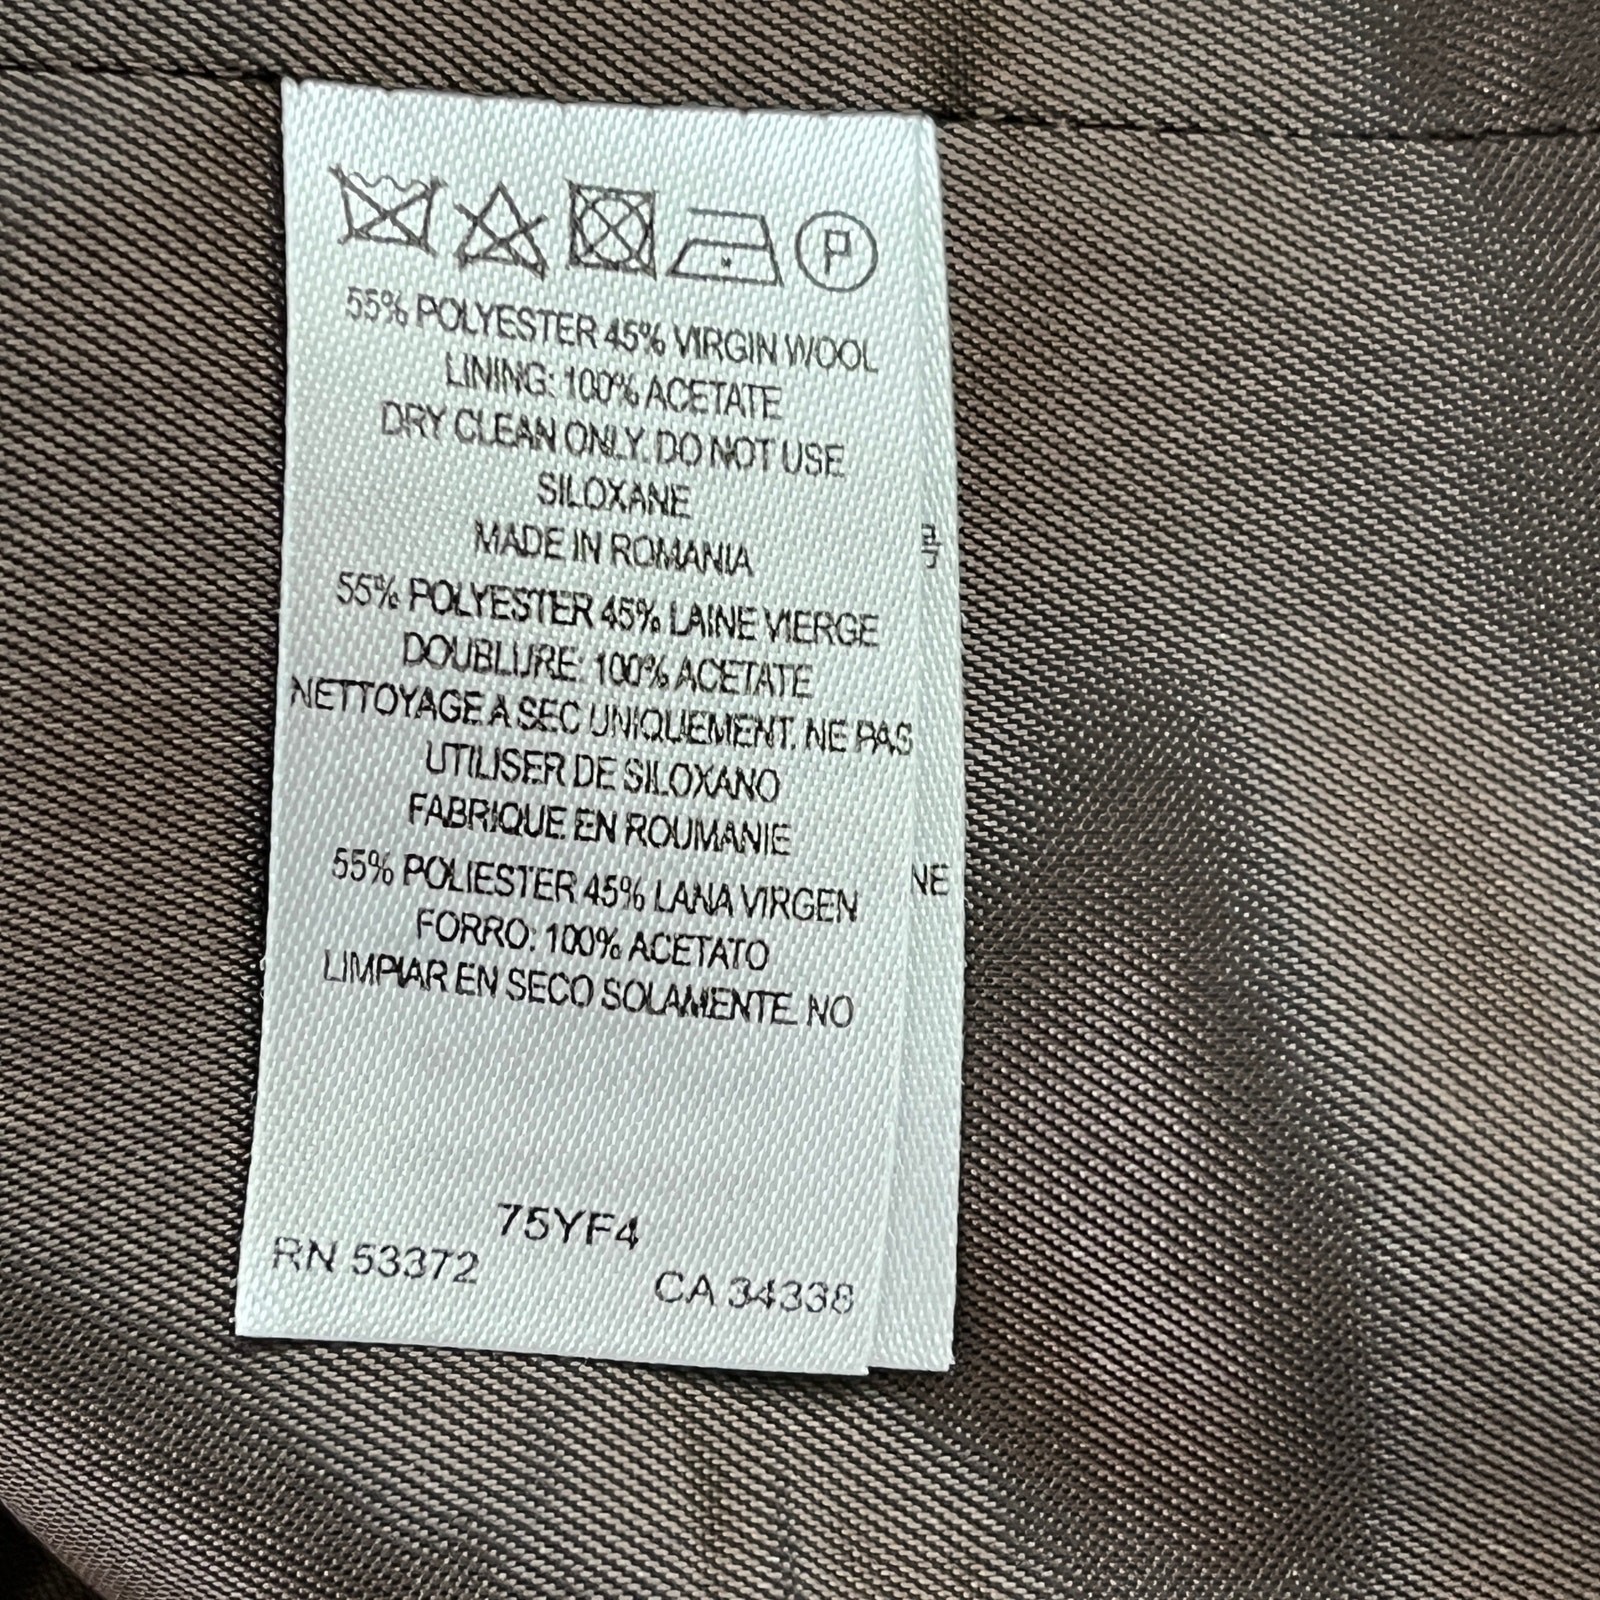 P
55% POLYESTER 45% VIRGIN WOOL
LINING: 100% ACETATE
DRY CLEAN ONLY. DO NOT USE
SILOXANE
MADE IN ROMANIA
55% POLYESTER 45% LAINE VIERGE
DOUBLURE: 100% ACETATE
NETTOYAGE A SEC UNIQUEMENT. NE PAS
UTILISER DE SILOXANO
FABRIQUE EN ROUMANIE
55% POLIESTER 45% LANA VIRGEN
FORRO: 100% ACETATO
LIMPIAR EN SECO SOLAMENTE. NO
75YF4
RN 53372
CA 34338
NE